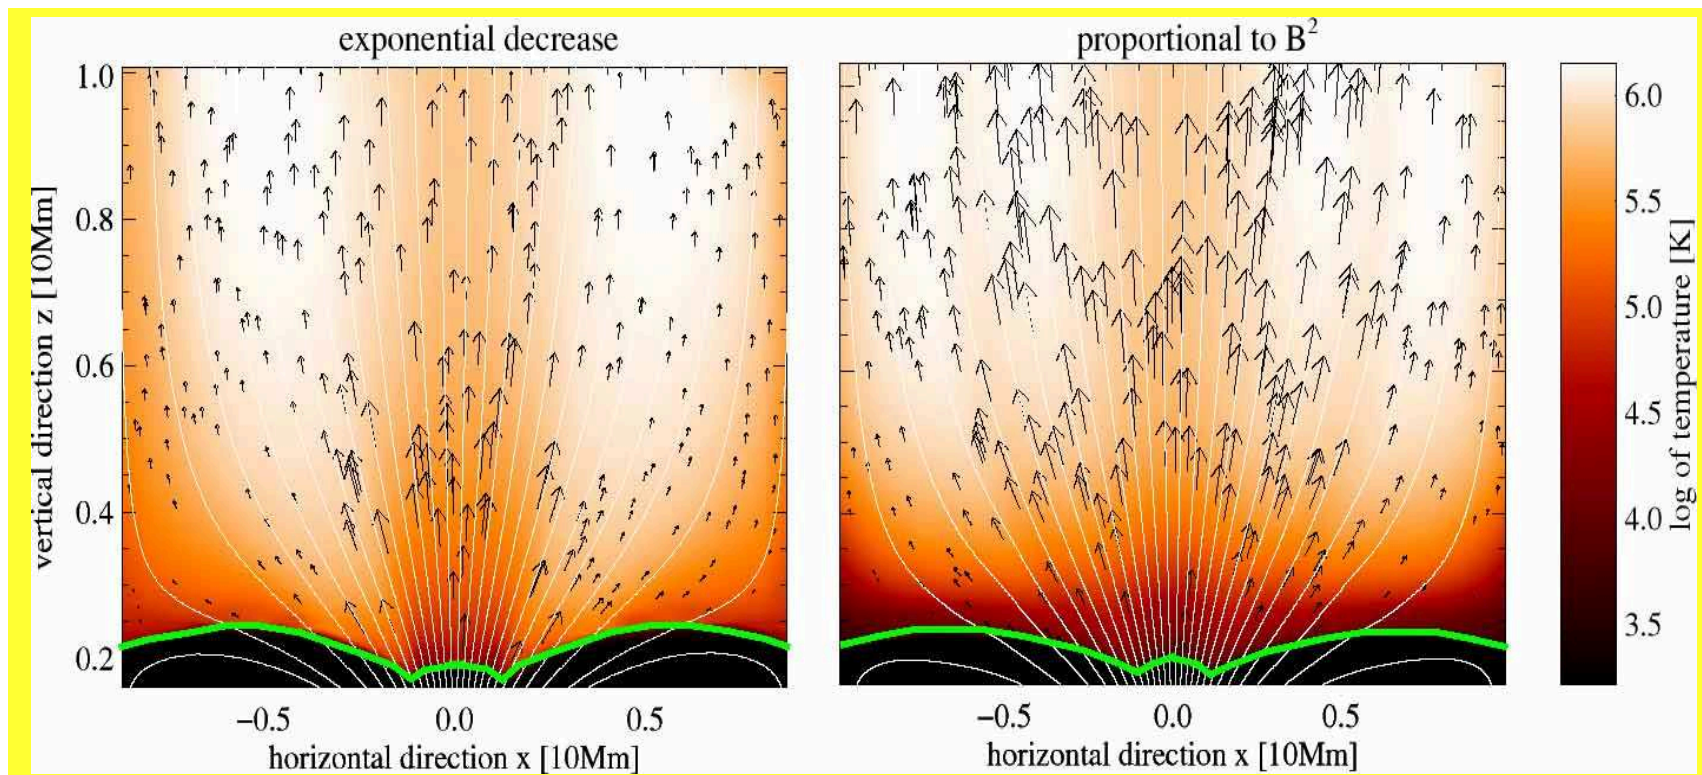 exponential decrease
proportional to B²
1.0
0.8
0.6
0.4
0.2
vertical direction z [10Mm]
−0.5 0.0 0.5
horizontal direction x [10Mm]
−0.5 0.0 0.5
horizontal direction x [10Mm]
6.0
5.5
5.0
4.5
4.0
3.5
log of temperature [K]